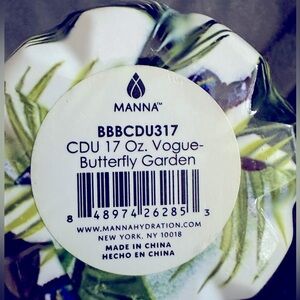 MANNA™
BBBCDU317
CDU 17 Oz. Vogue-
Butterfly Garden
8 48974 26285 3
WWW.MANNAHYDRATION.COM
NEW YORK, NY 10018
MADE IN CHINA
HECHO EN CHINA